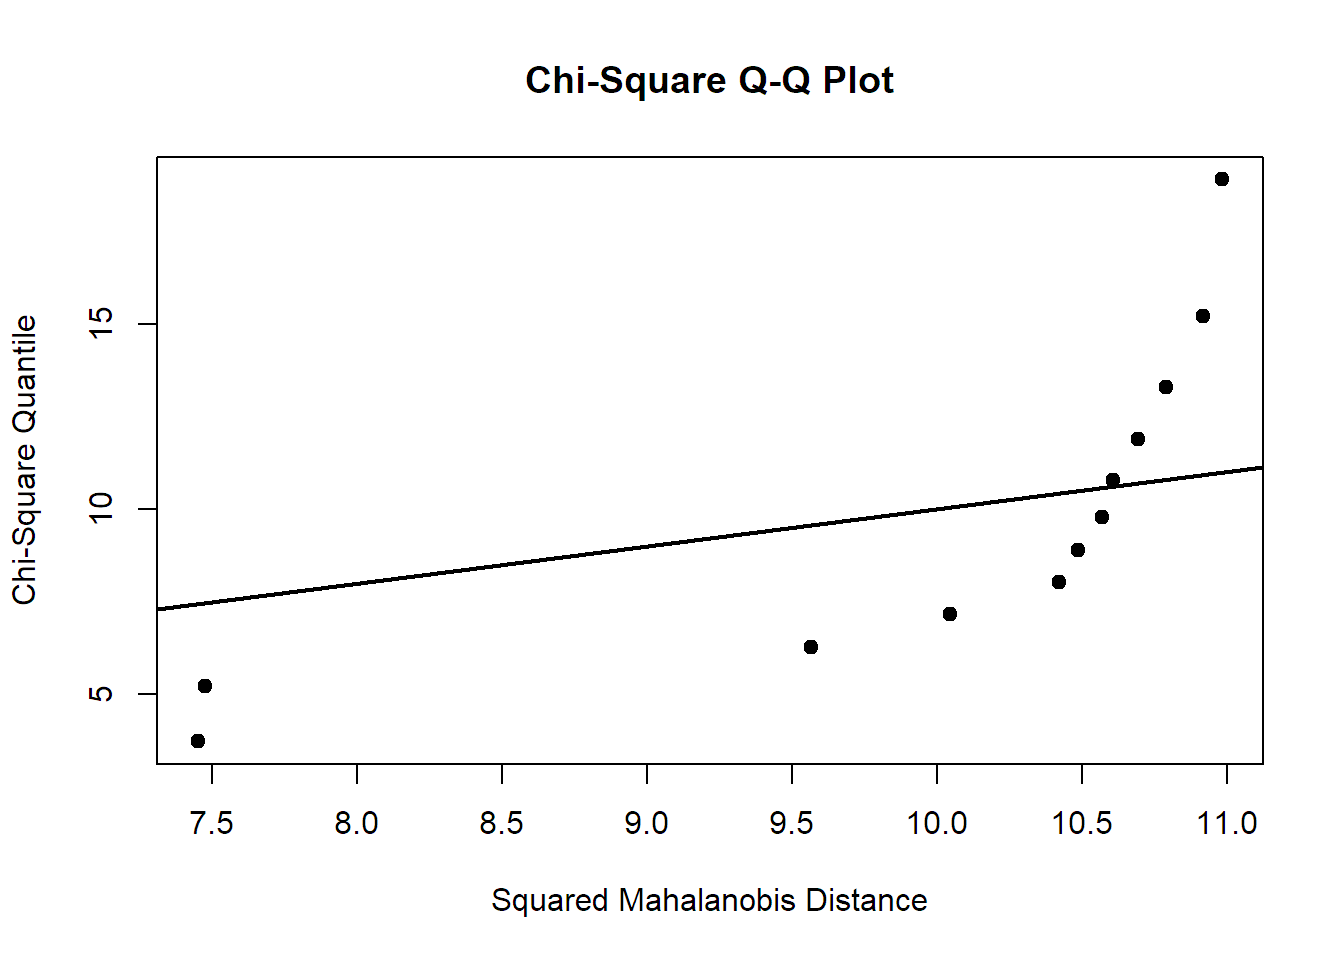 Chi-Square Q-Q Plot
Chi-Square Quantile
15
10
5
7.5 8.0 8.5 9.0 9.5 10.0 10.5 11.0
Squared Mahalanobis Distance